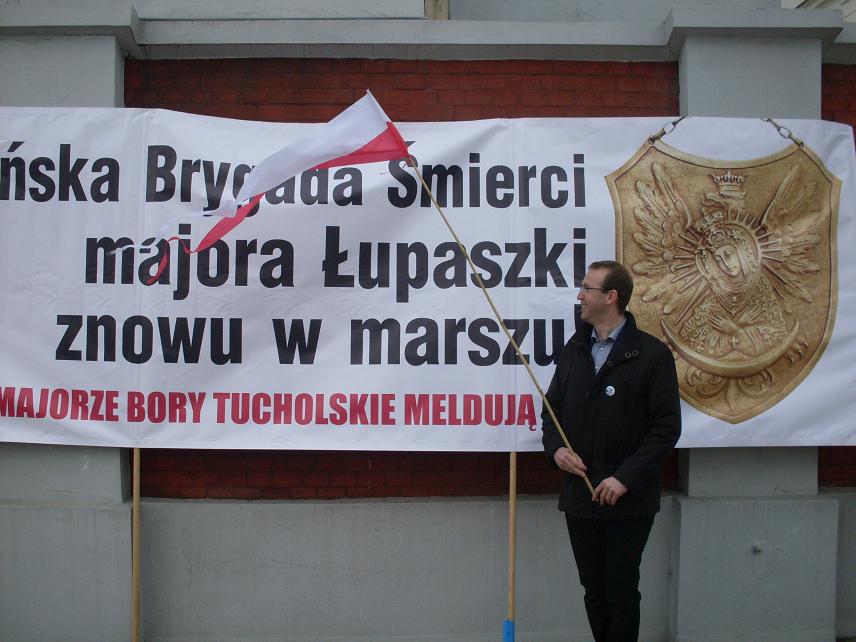 ńska Brygada Śmierci
majora Łupaszki
znowu w marszu!
MAJORZE BORY TUCHOLSKIE MELDUJĄ